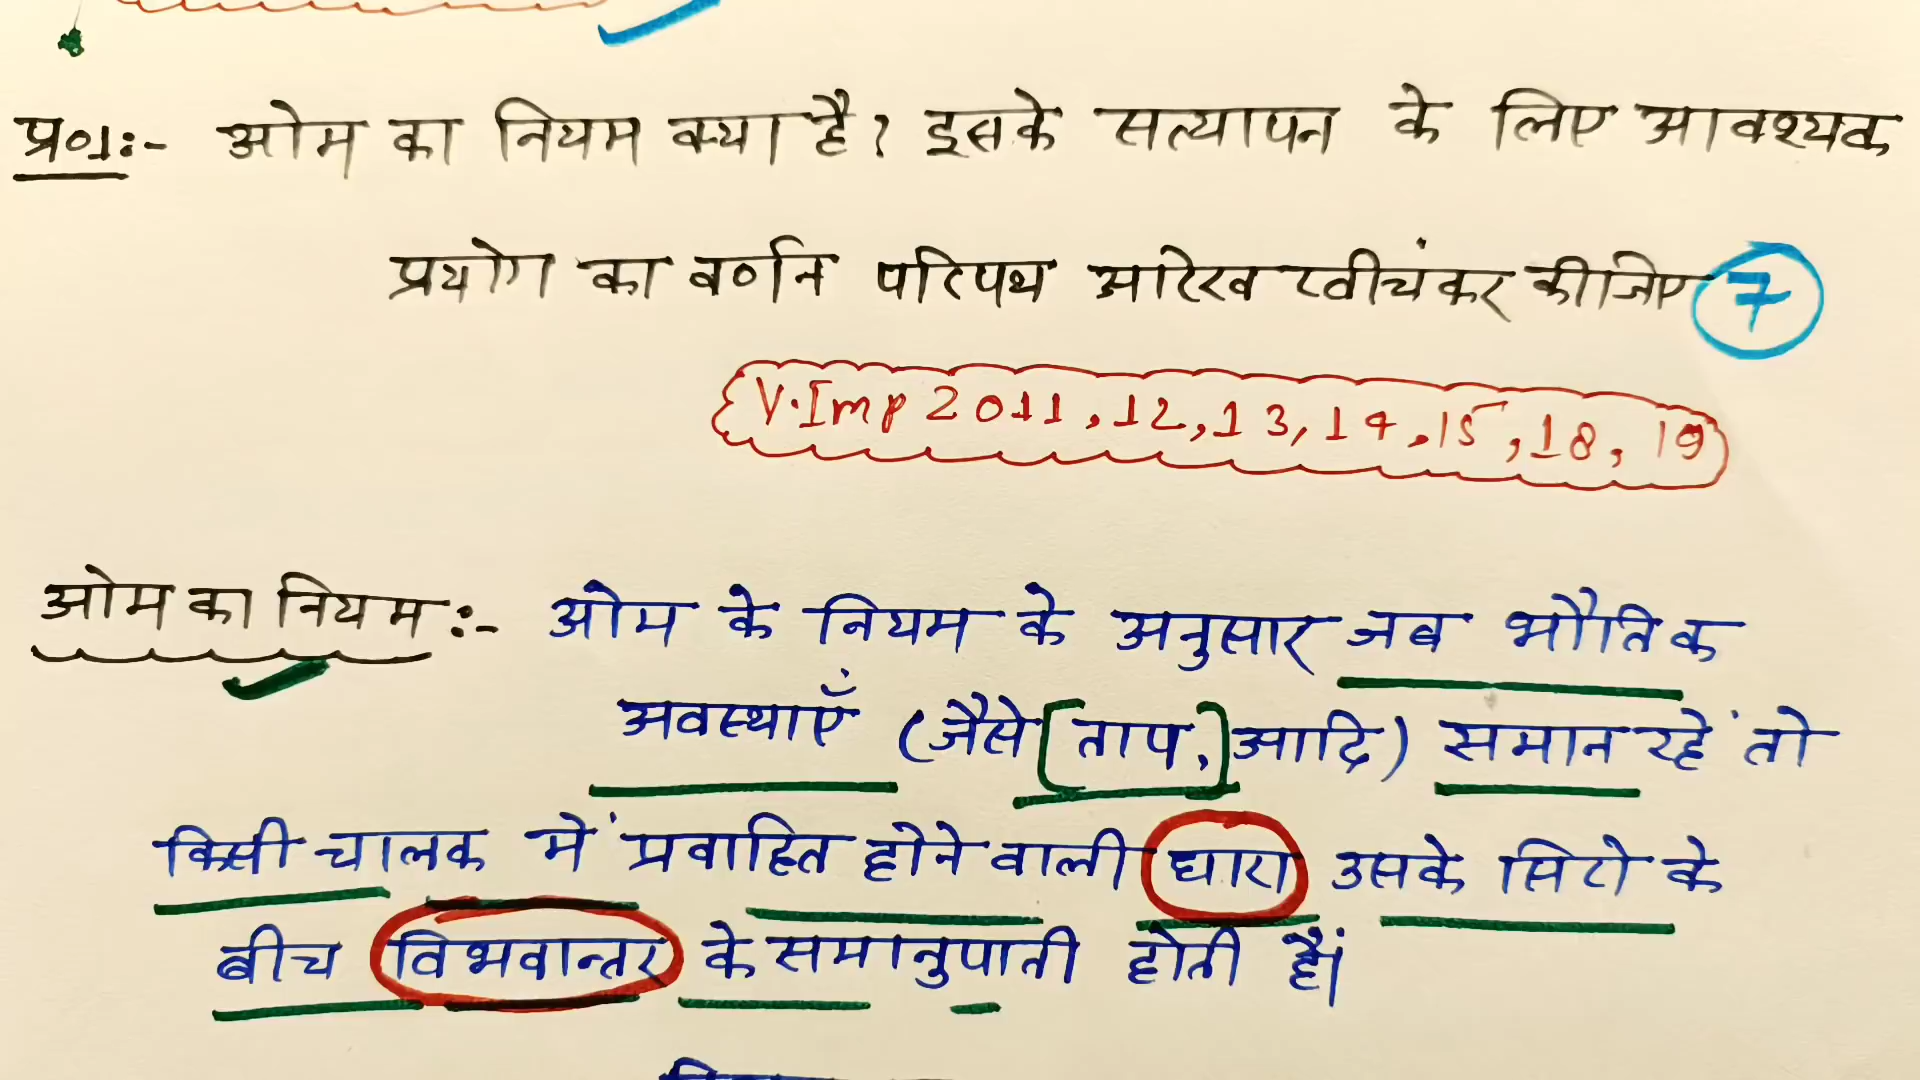 प्र०1:- ओम का नियम क्या है? इसके सत्यापन के लिए आवश्यक
प्रयोग का वर्णन परिपथ आरेख खींचकर कीजिए 7
V.Imp 2011,12,13,14,15,18,19
ओम का नियम:- ओम के नियम के अनुसार जब भौतिक
अवस्थाएँ (जैसे [ताप,] आदि) समान रहें तो
किसी चालक में प्रवाहित होने वाली धारा उसके सिरो के
बीच विभवान्तर के समानुपाती होती हैं।